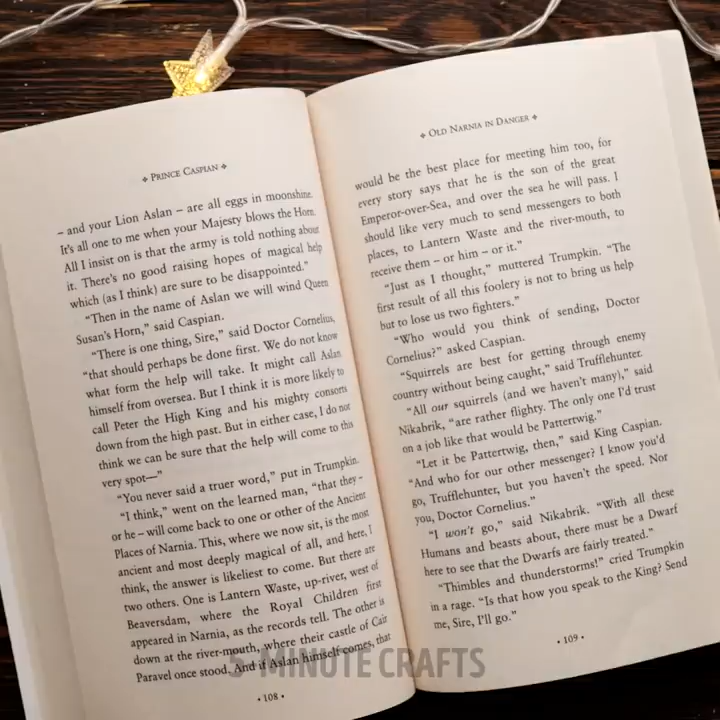 ❖ PRINCE CASPIAN ❖
– and your Lion Aslan – are all eggs in moonshine.
It's all one to me when your Majesty blows the Horn.
All I insist on is that the army is told nothing about
it. There's no good raising hopes of magical help
which (as I think) are sure to be disappointed."
"Then in the name of Aslan we will wind Queen
Susan's Horn," said Caspian.
"There is one thing, Sire," said Doctor Cornelius,
"that should perhaps be done first. We do not know
what form the help will take. It might call Aslan
himself from oversea. But I think it is more likely to
call Peter the High King and his mighty consorts
down from the high past. But in either case, I do not
think we can be sure that the help will come to this
very spot—"
"You never said a truer word," put in Trumpkin.
"I think," went on the learned man, "that they –
or he – will come back to one or other of the Ancient
Places of Narnia. This, where we now sit, is the most
ancient and most deeply magical of all, and here, I
think, the answer is likeliest to come. But there are
two others. One is Lantern Waste, up-river, west of
Beaversdam, where the Royal Children first
appeared in Narnia, as the records tell. The other is
down at the river-mouth, where their castle of Cair
Paravel once stood. And if Aslan himself comes, that
• 108 •
❖ OLD NARNIA IN DANGER ❖
would be the best place for meeting him too, for
every story says that he is the son of the great
Emperor-over-Sea, and over the sea he will pass. I
should like very much to send messengers to both
places, to Lantern Waste and the river-mouth, to
receive them – or him – or it."
"Just as I thought," muttered Trumpkin. "The
first result of all this foolery is not to bring us help
but to lose us two fighters."
"Who would you think of sending, Doctor
Cornelius?" asked Caspian.
"Squirrels are best for getting through enemy
country without being caught," said Trufflehunter.
"All our squirrels (and we haven't many)," said
Nikabrik, "are rather flighty. The only one I'd trust
on a job like that would be Pattertwig."
"Let it be Pattertwig, then," said King Caspian.
"And who for our other messenger? I know you'd
go, Trufflehunter, but you haven't the speed. Nor
you, Doctor Cornelius."
"I won't go," said Nikabrik. "With all these
Humans and beasts about, there must be a Dwarf
here to see that the Dwarfs are fairly treated."
"Thimbles and thunderstorms!" cried Trumpkin
in a rage. "Is that how you speak to the King? Send
me, Sire, I'll go."
• 109 •
5-MINUTE CRAFTS